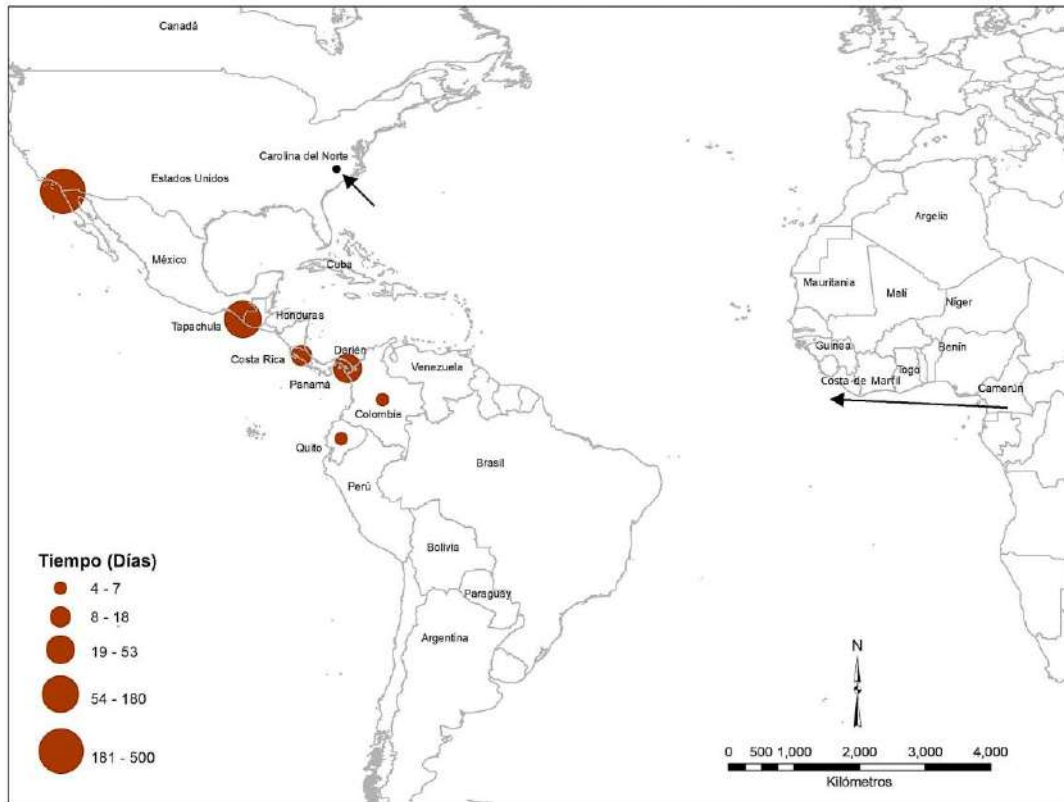 Canadá
Carolina del Norte
Estados Unidos
México
Cuba
Tapachula
Honduras
Costa Rica
Darién
Panamá
Venezuela
Colombia
Quito
Perú
Brasil
Bolivia
Paraguay
Argentina
Argelia
Mauritania
Malí
Níger
Guinea
Benín
Togo
Costa de Marfil
Camerún
Tiempo (Días)
4 - 7
8 - 18
19 - 53
54 - 180
181 - 500
N
0 500 1,000 2,000 3,000 4,000
Kilómetros